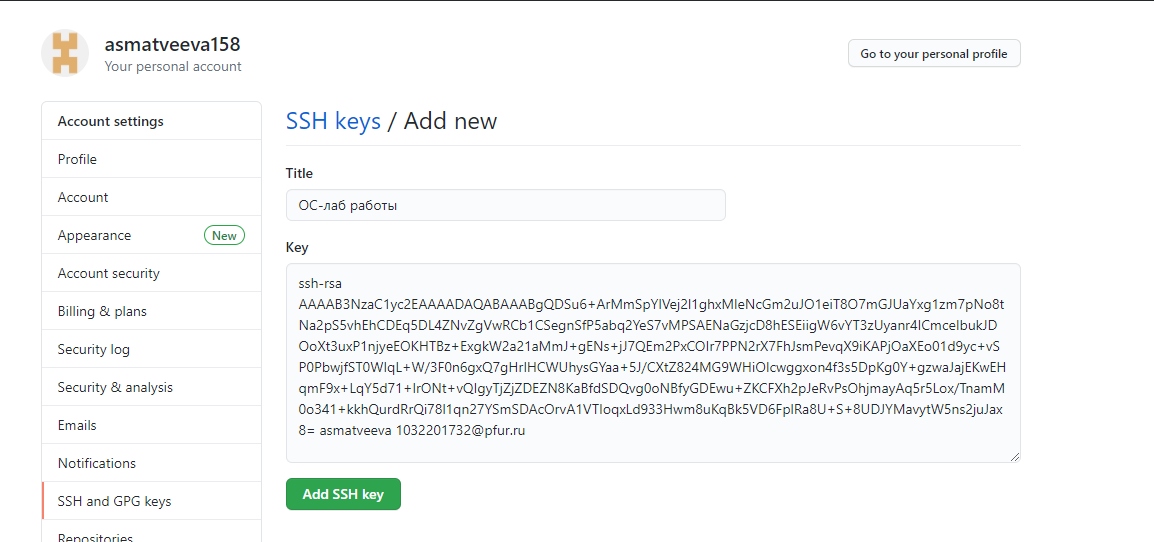 asmatveeva158
Your personal account
Go to your personal profile
Account settings
Profile
Account
Appearance New
Account security
Billing & plans
Security log
Security & analysis
Emails
Notifications
SSH and GPG keys
Repositories
SSH keys / Add new
Title
ОС-лаб работы
Key
ssh-rsa
AAAAB3NzaC1yc2EAAAADAQABAAABgQDSu6+ArMmSpYlVej2I1ghxMIeNcGm2uJO1eiT8O7mGJUaYxg1zm7pNo8t
Na2pS5vhEhCDEq5DL4ZNvZgVwRCb1CSegnSfP5abq2YeS7vMPSAENaGzjcD8hESEiigW6vYT3zUyanr4lCmcelbukJD
OoXt3uxP1njyeEOKHTBz+ExgkW2a21aMmJ+gENs+jJ7QEm2PxCOIr7PPN2rX7FhJsmPevqX9iKAPjOaXEo01d9yc+vS
P0PbwjfST0WIqL+W/3F0n6gxQ7gHrIHCWUhysGYaa+5J/CXtZ824MG9WHiOIcwggxon4f3s5DpKg0Y+gzwaJajEKwEH
qmF9x+LqY5d71+IrONt+vQIgyTjZjZDEZN8KaBfdSDQvg0oNBfyGDEwu+ZKCFXh2pJeRvPsOhjmayAq5r5Lox/TnamM
0o341+kkhQurdRrQi78I1qn27YSmSDAcOrvA1VTIoqxLd933Hwm8uKqBk5VD6FpIRa8U+S+8UDJYMavytW5ns2juJax
8= asmatveeva 1032201732@pfur.ru
Add SSH key